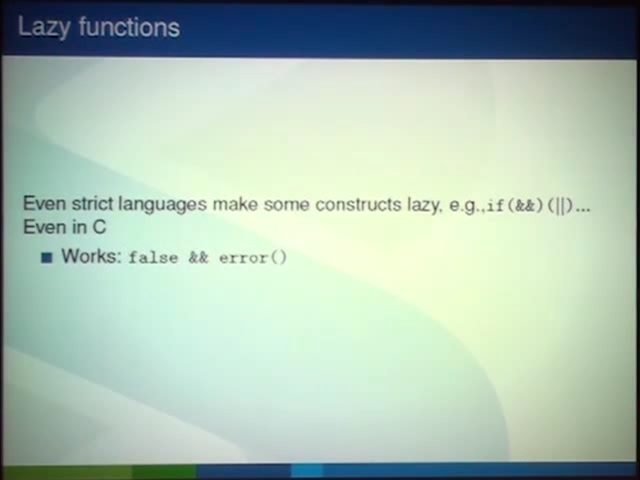 Lazy functions
Even strict languages make some constructs lazy, e.g.,if(&&)(||)...
Even in C
Works: false && error()